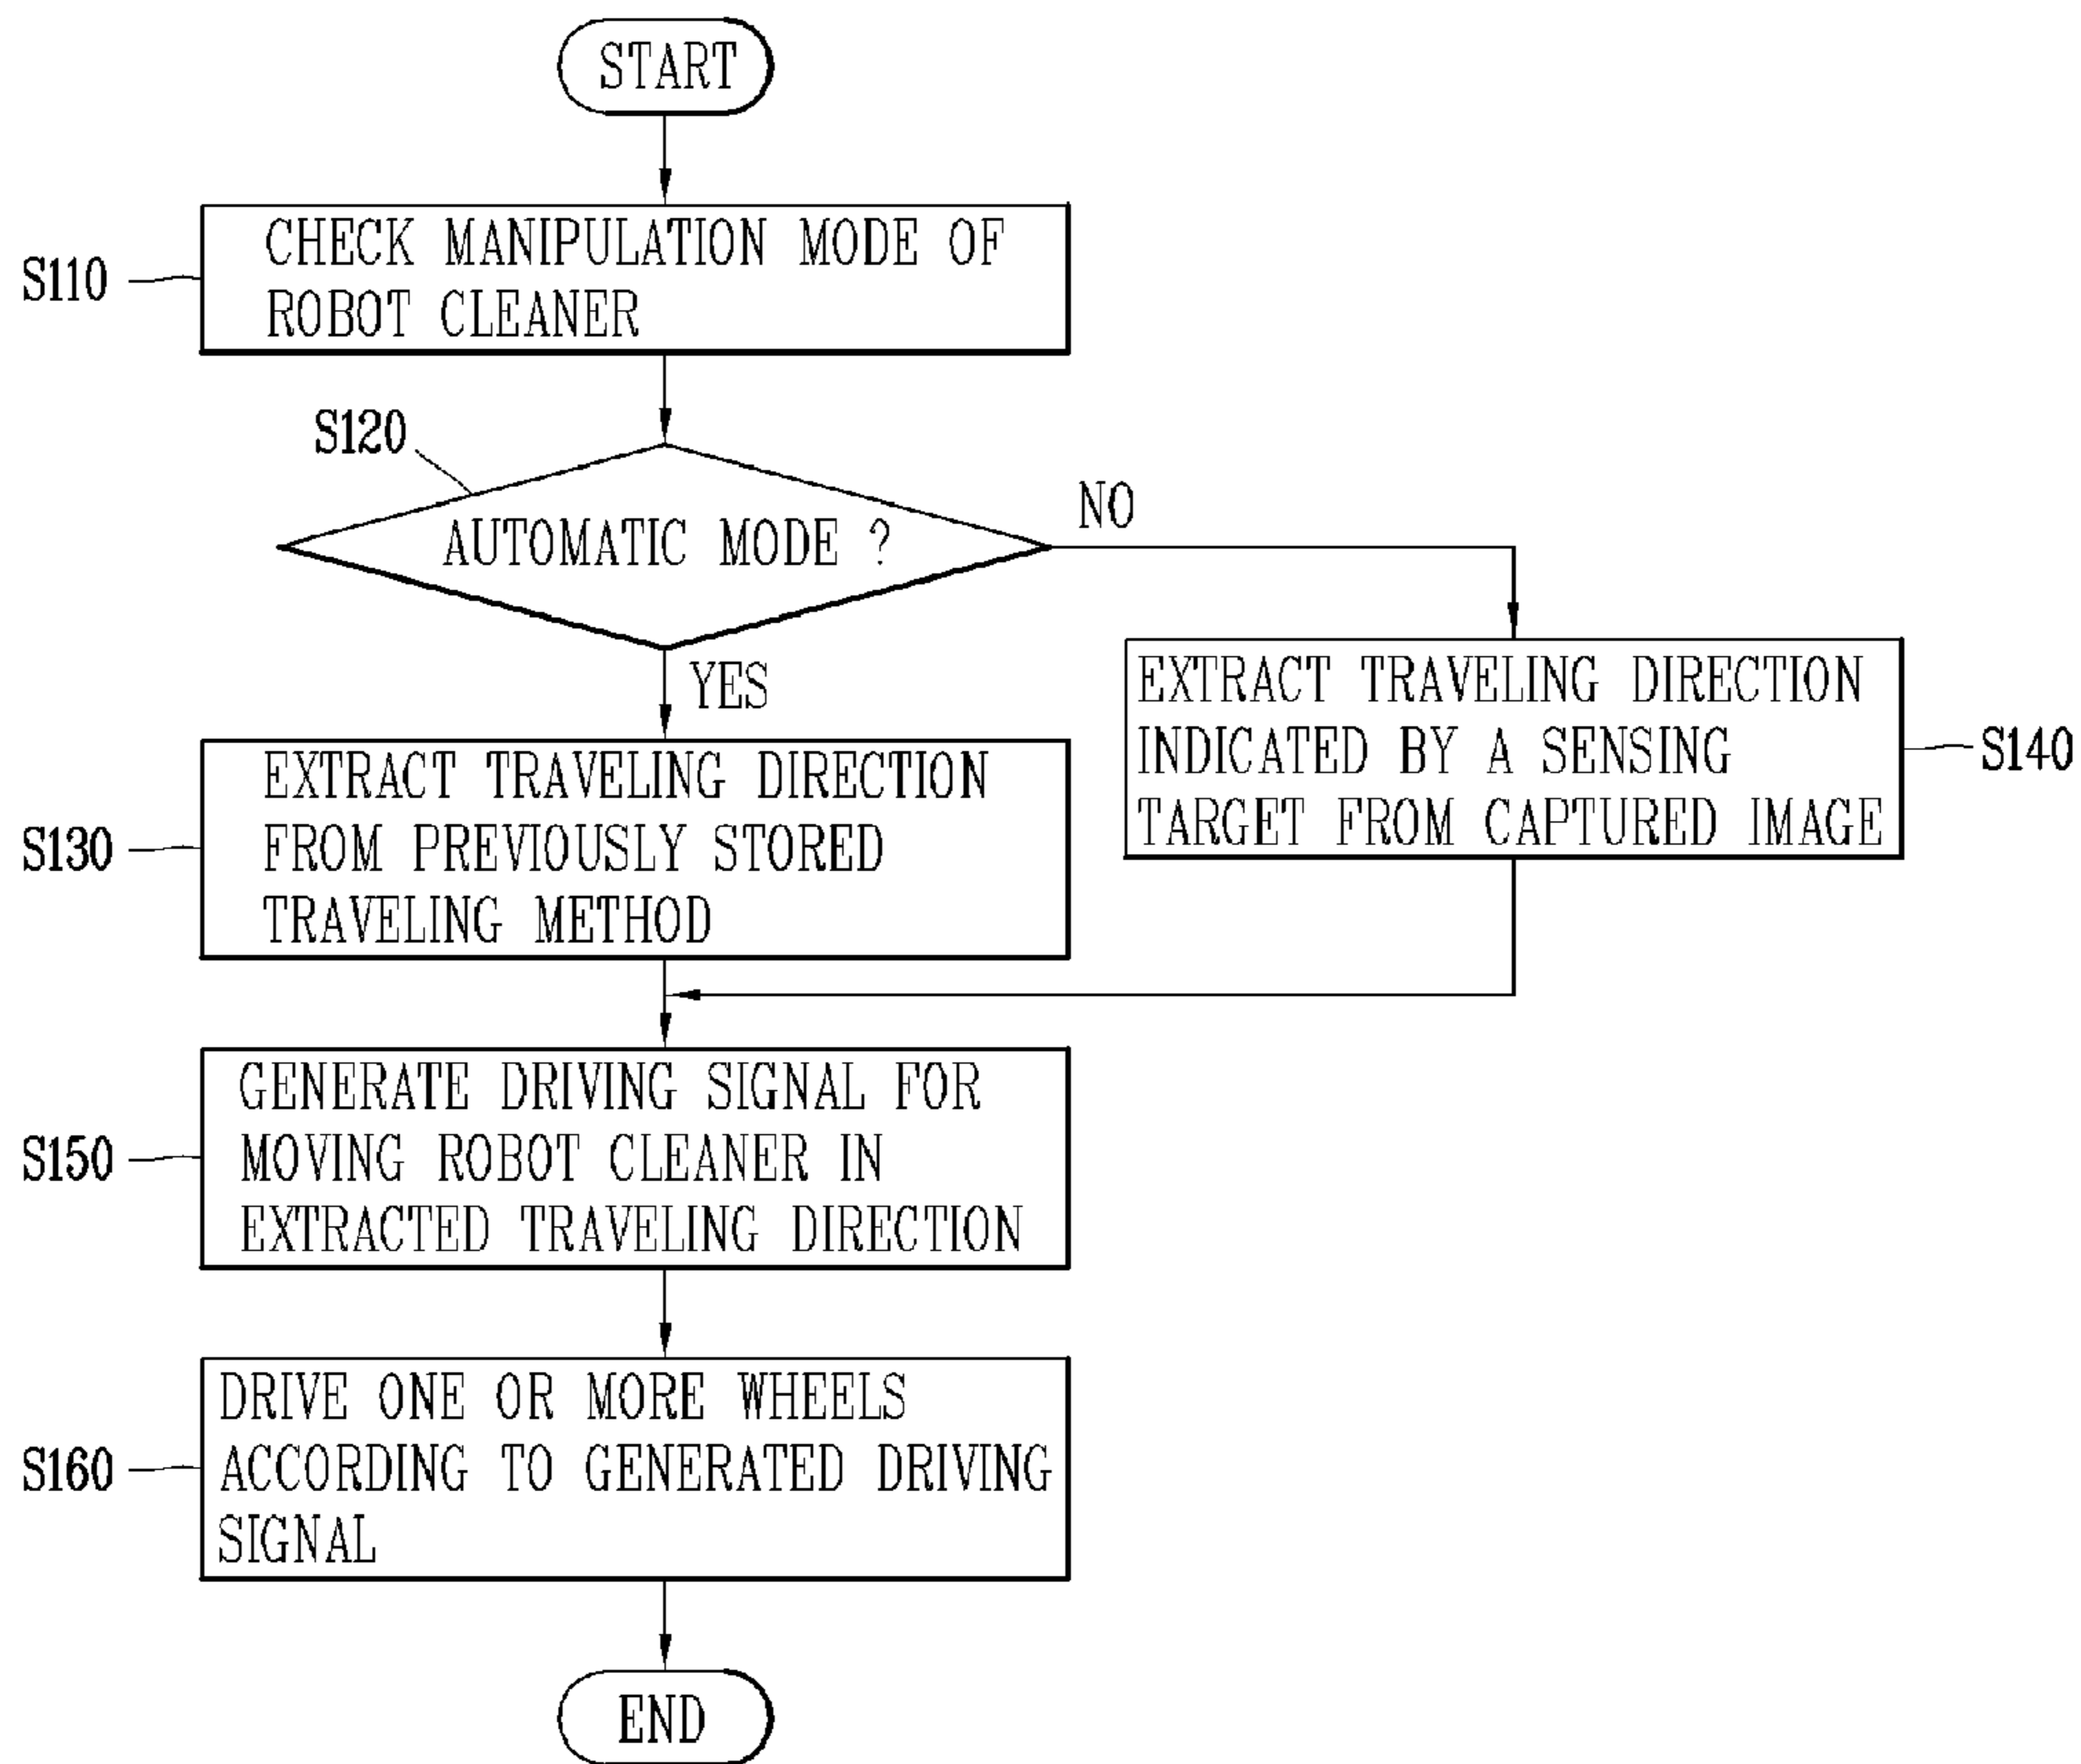 START
S110
CHECK MANIPULATION MODE OF
ROBOT CLEANER
S120
AUTOMATIC MODE ?
NO
YES
S130
EXTRACT TRAVELING DIRECTION
FROM PREVIOUSLY STORED
TRAVELING METHOD
EXTRACT TRAVELING DIRECTION
INDICATED BY A SENSING
TARGET FROM CAPTURED IMAGE
S140
S150
GENERATE DRIVING SIGNAL FOR
MOVING ROBOT CLEANER IN
EXTRACTED TRAVELING DIRECTION
S160
DRIVE ONE OR MORE WHEELS
ACCORDING TO GENERATED DRIVING
SIGNAL
END